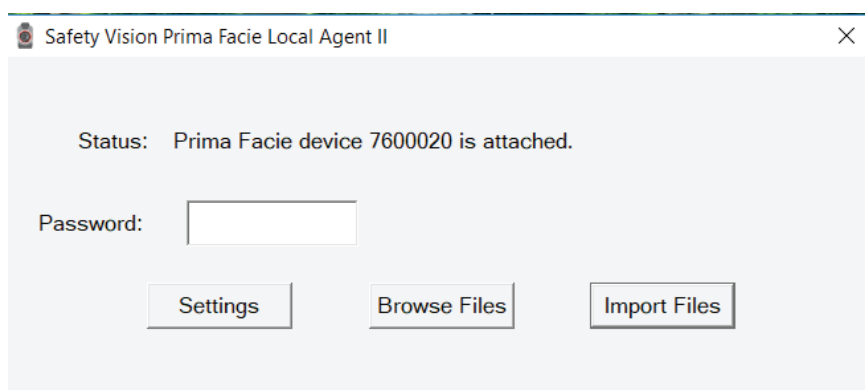 Safety Vision Prima Facie Local Agent II
Status: Prima Facie device 7600020 is attached.
Password:
Settings Browse Files Import Files